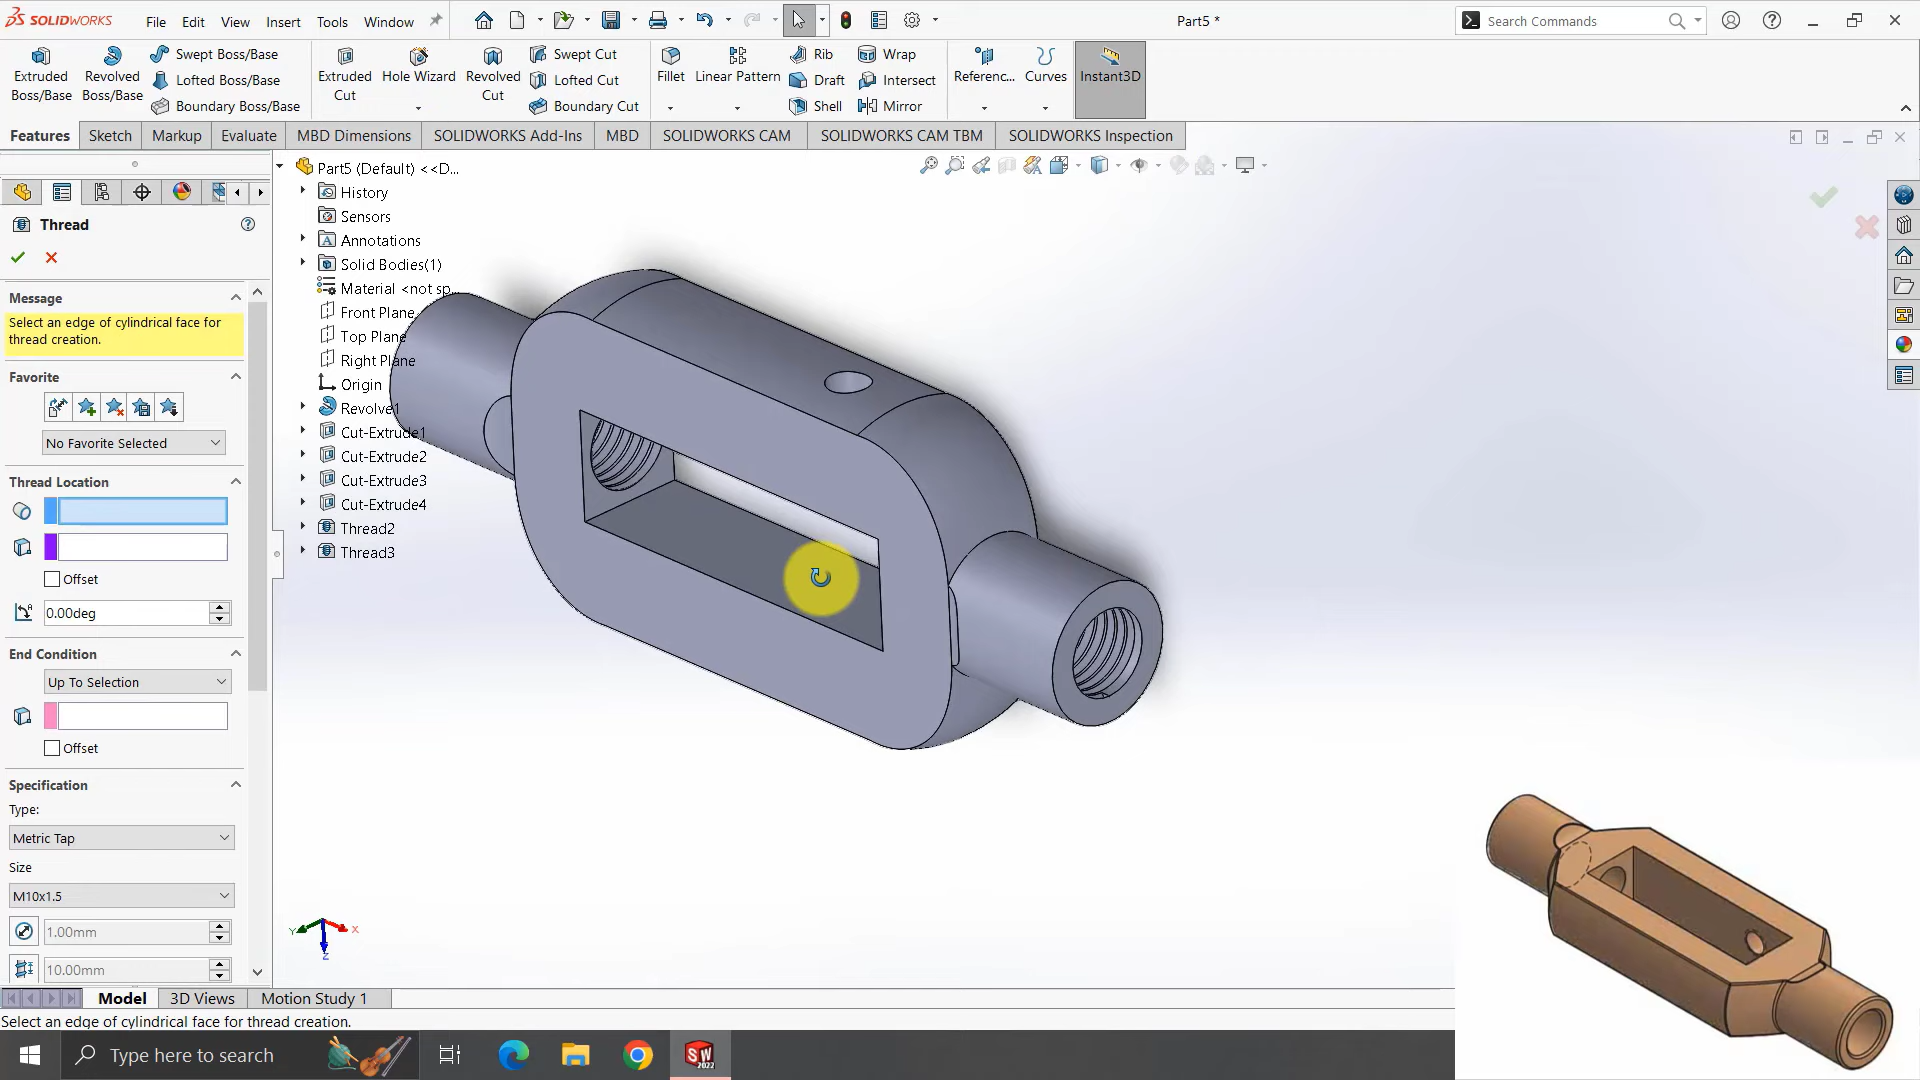 SOLIDWORKS File Edit View Insert Tools Window Part5 * Search Commands
Extruded Boss/Base
Revolved Boss/Base
Swept Boss/Base
Lofted Boss/Base
Boundary Boss/Base
Extruded Cut
Hole Wizard
Revolved Cut
Swept Cut
Lofted Cut
Boundary Cut
Fillet
Linear Pattern
Rib
Draft
Shell
Wrap
Intersect
Mirror
Referenc...
Curves
Instant3D
Features Sketch Markup Evaluate MBD Dimensions SOLIDWORKS Add-Ins MBD SOLIDWORKS CAM SOLIDWORKS CAM TBM SOLIDWORKS Inspection
Thread
Message
Select an edge of cylindrical face for
thread creation.
Favorite
No Favorite Selected
Thread Location
Offset
0.00deg
End Condition
Up To Selection
Offset
Specification
Type:
Metric Tap
Size
M10x1.5
1.00mm
10.00mm
Part5 (Default) <<D...
History
Sensors
Annotations
Solid Bodies(1)
Material <not sp...
Front Plane
Top Plane
Right Plane
Origin
Revolve1
Cut-Extrude1
Cut-Extrude2
Cut-Extrude3
Cut-Extrude4
Thread2
Thread3
Y X
Z
Model 3D Views Motion Study 1
Select an edge of cylindrical face for thread creation.
Type here to search
SW
2022